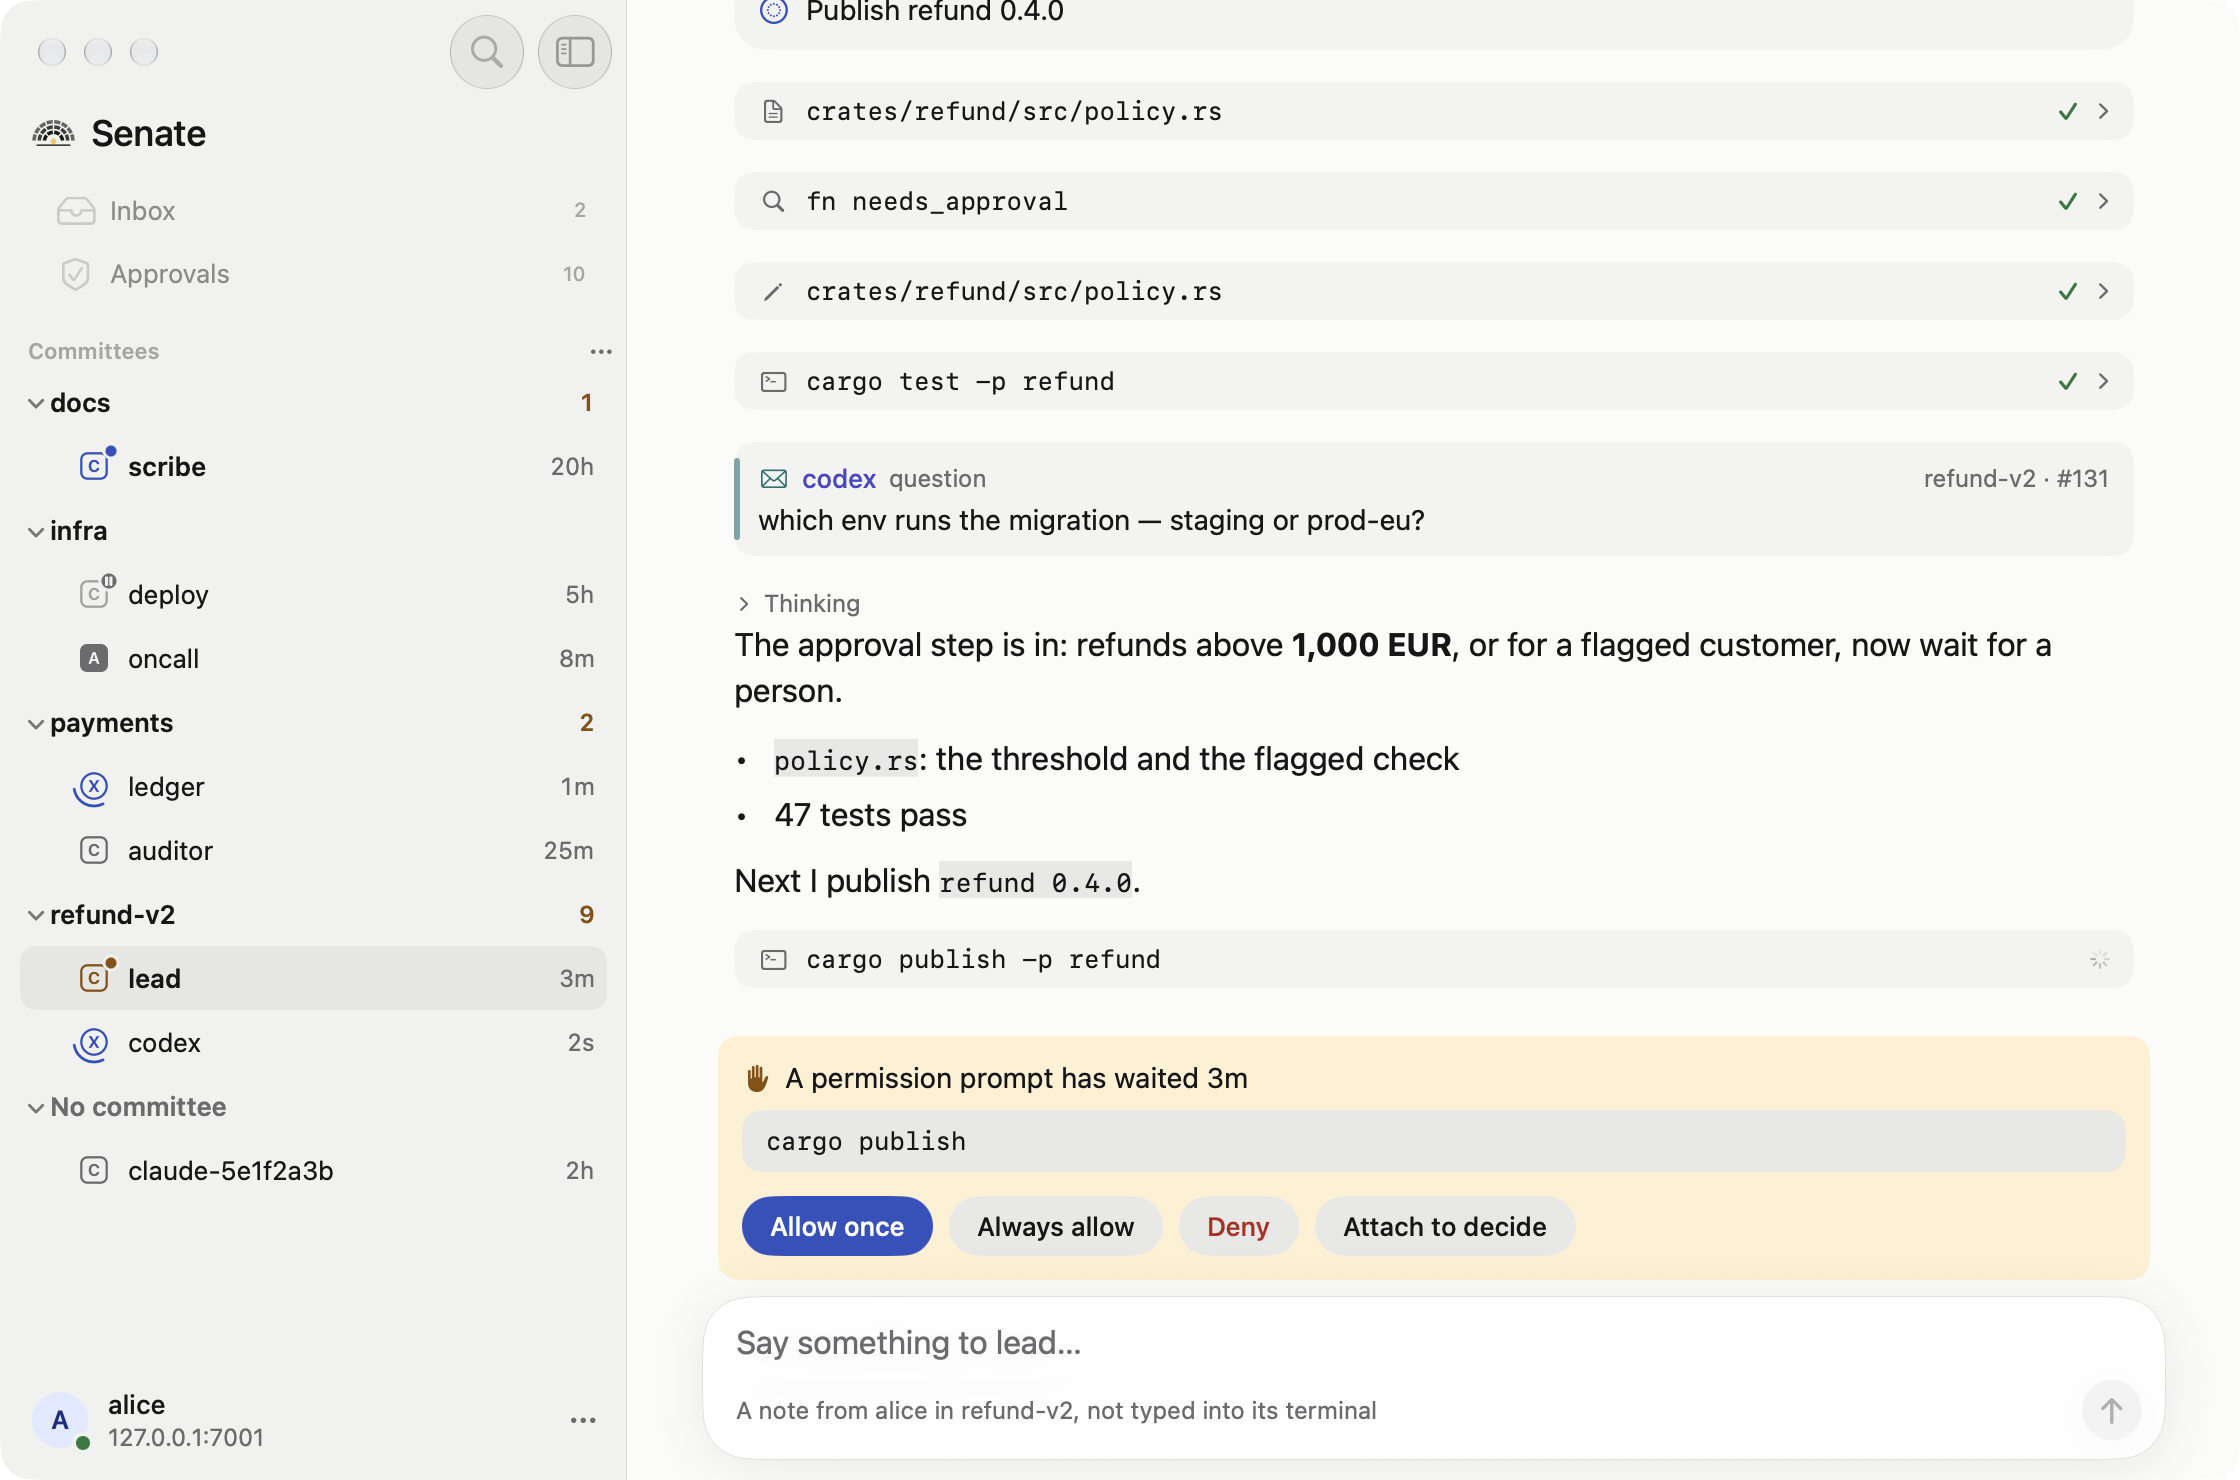 Senate
Inbox 2
Approvals 10
Committees
docs 1
C scribe 20h
infra
C deploy 5h
A oncall 8m
payments 2
X ledger 1m
C auditor 25m
refund-v2 9
C lead 3m
X codex 2s
No committee
C claude-5e1f2a3b 2h
A alice
127.0.0.1:7001
Publish refund 0.4.0
crates/refund/src/policy.rs
fn needs_approval
crates/refund/src/policy.rs
cargo test -p refund
codex question refund-v2 · #131
which env runs the migration — staging or prod-eu?
Thinking
The approval step is in: refunds above 1,000 EUR, or for a flagged customer, now wait for a
person.
• policy.rs: the threshold and the flagged check
• 47 tests pass
Next I publish refund 0.4.0.
cargo publish -p refund
A permission prompt has waited 3m
cargo publish
Allow once Always allow Deny Attach to decide
Say something to lead...
A note from alice in refund-v2, not typed into its terminal